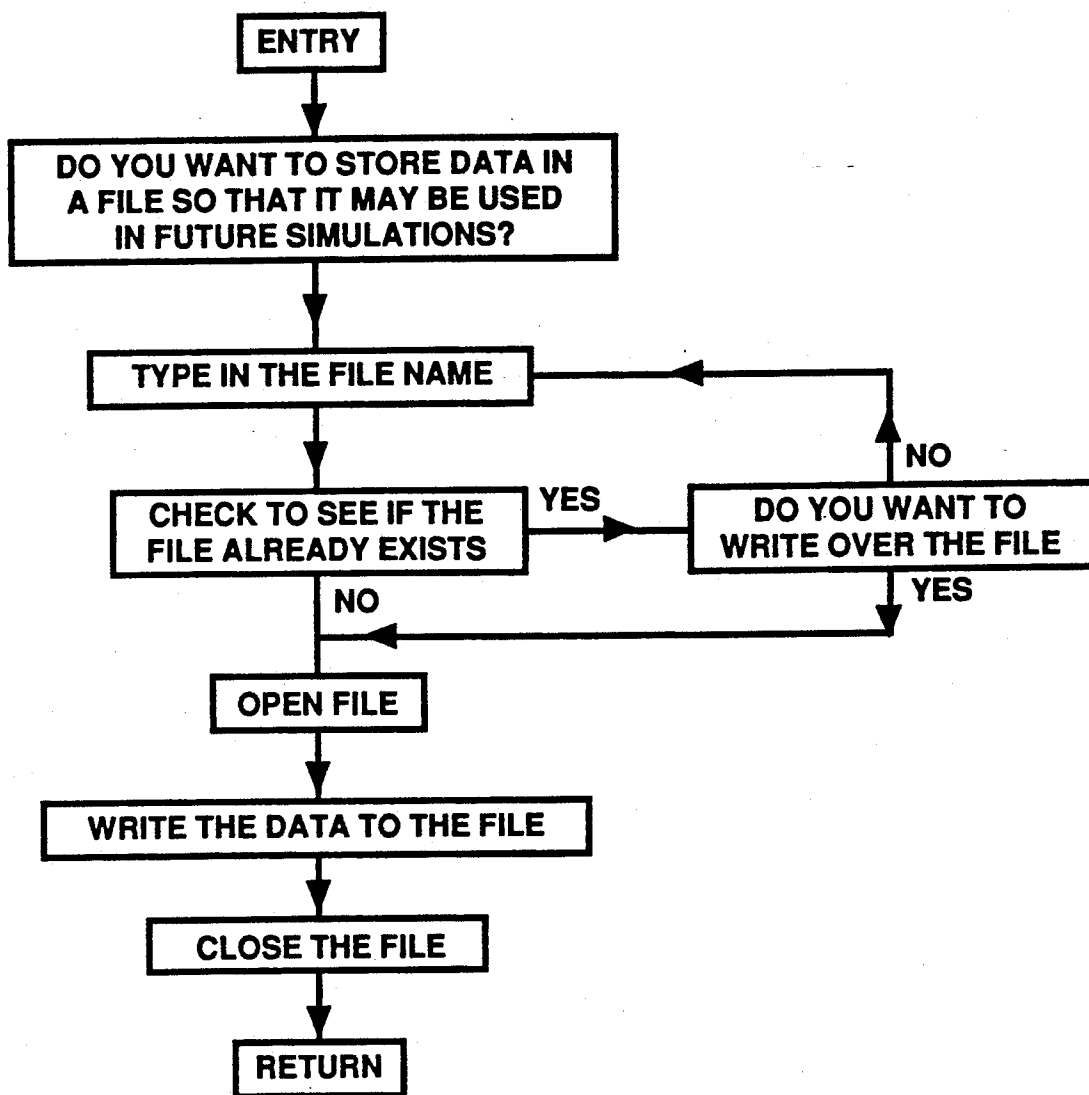 ENTRY
DO YOU WANT TO STORE DATA IN
A FILE SO THAT IT MAY BE USED
IN FUTURE SIMULATIONS?
TYPE IN THE FILE NAME
NO
CHECK TO SEE IF THE
FILE ALREADY EXISTS
YES
DO YOU WANT TO
WRITE OVER THE FILE
NO
YES
OPEN FILE
WRITE THE DATA TO THE FILE
CLOSE THE FILE
RETURN